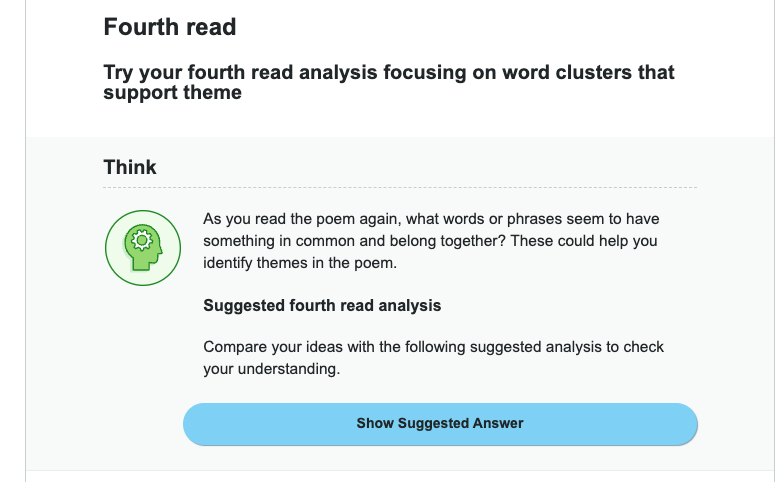 Fourth read
Try your fourth read analysis focusing on word clusters that
support theme
Think
As you read the poem again, what words or phrases seem to have
something in common and belong together? These could help you
identify themes in the poem.
Suggested fourth read analysis
Compare your ideas with the following suggested analysis to check
your understanding.
Show Suggested Answer